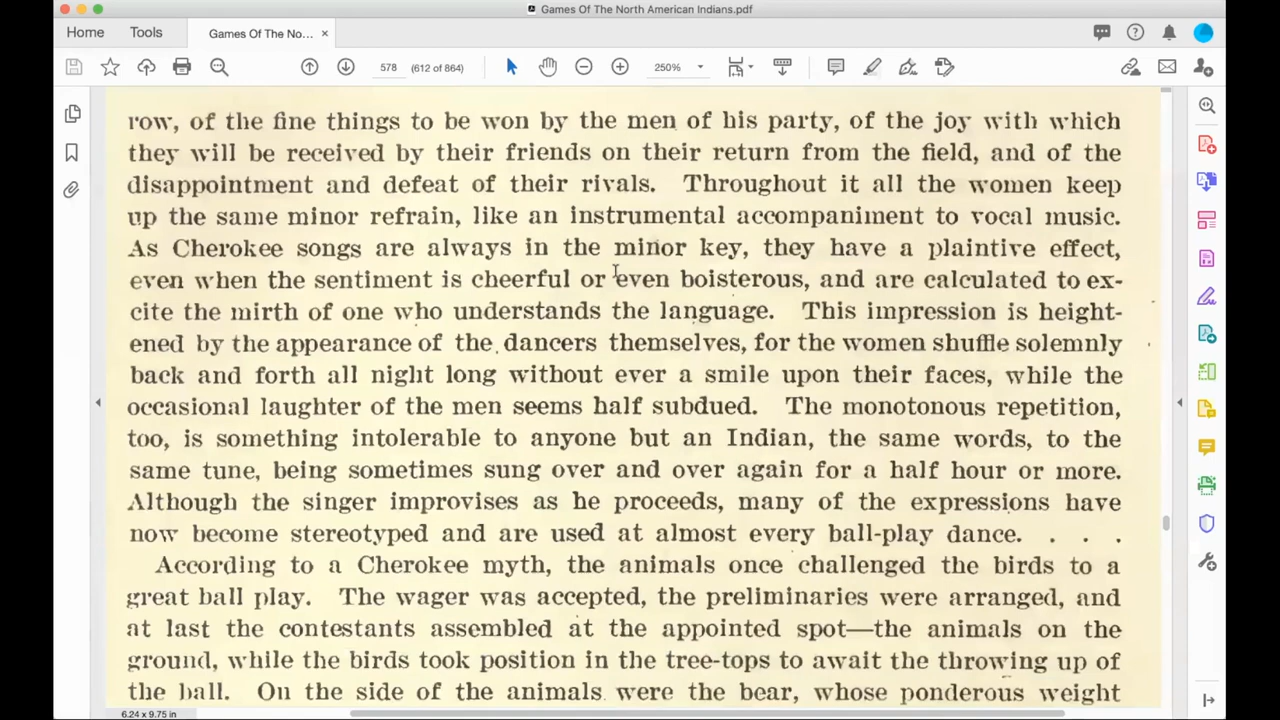 Games Of The North American Indians.pdf
Home Tools Games Of The No... ×
578 (612 of 864) 250%
row, of the fine things to be won by the men of his party, of the joy with which
they will be received by their friends on their return from the field, and of the
disappointment and defeat of their rivals. Throughout it all the women keep
up the same minor refrain, like an instrumental accompaniment to vocal music.
As Cherokee songs are always in the minor key, they have a plaintive effect,
even when the sentiment is cheerful or even boisterous, and are calculated to ex-
cite the mirth of one who understands the language. This impression is height-
ened by the appearance of the dancers themselves, for the women shuffle solemnly
back and forth all night long without ever a smile upon their faces, while the
occasional laughter of the men seems half subdued. The monotonous repetition,
too, is something intolerable to anyone but an Indian, the same words, to the
same tune, being sometimes sung over and over again for a half hour or more.
Although the singer improvises as he proceeds, many of the expressions have
now become stereotyped and are used at almost every ball-play dance. . . .
According to a Cherokee myth, the animals once challenged the birds to a
great ball play. The wager was accepted, the preliminaries were arranged, and
at last the contestants assembled at the appointed spot—the animals on the
ground, while the birds took position in the tree-tops to await the throwing up of
the ball. On the side of the animals were the bear, whose ponderous weight
6.24 x 9.75 in